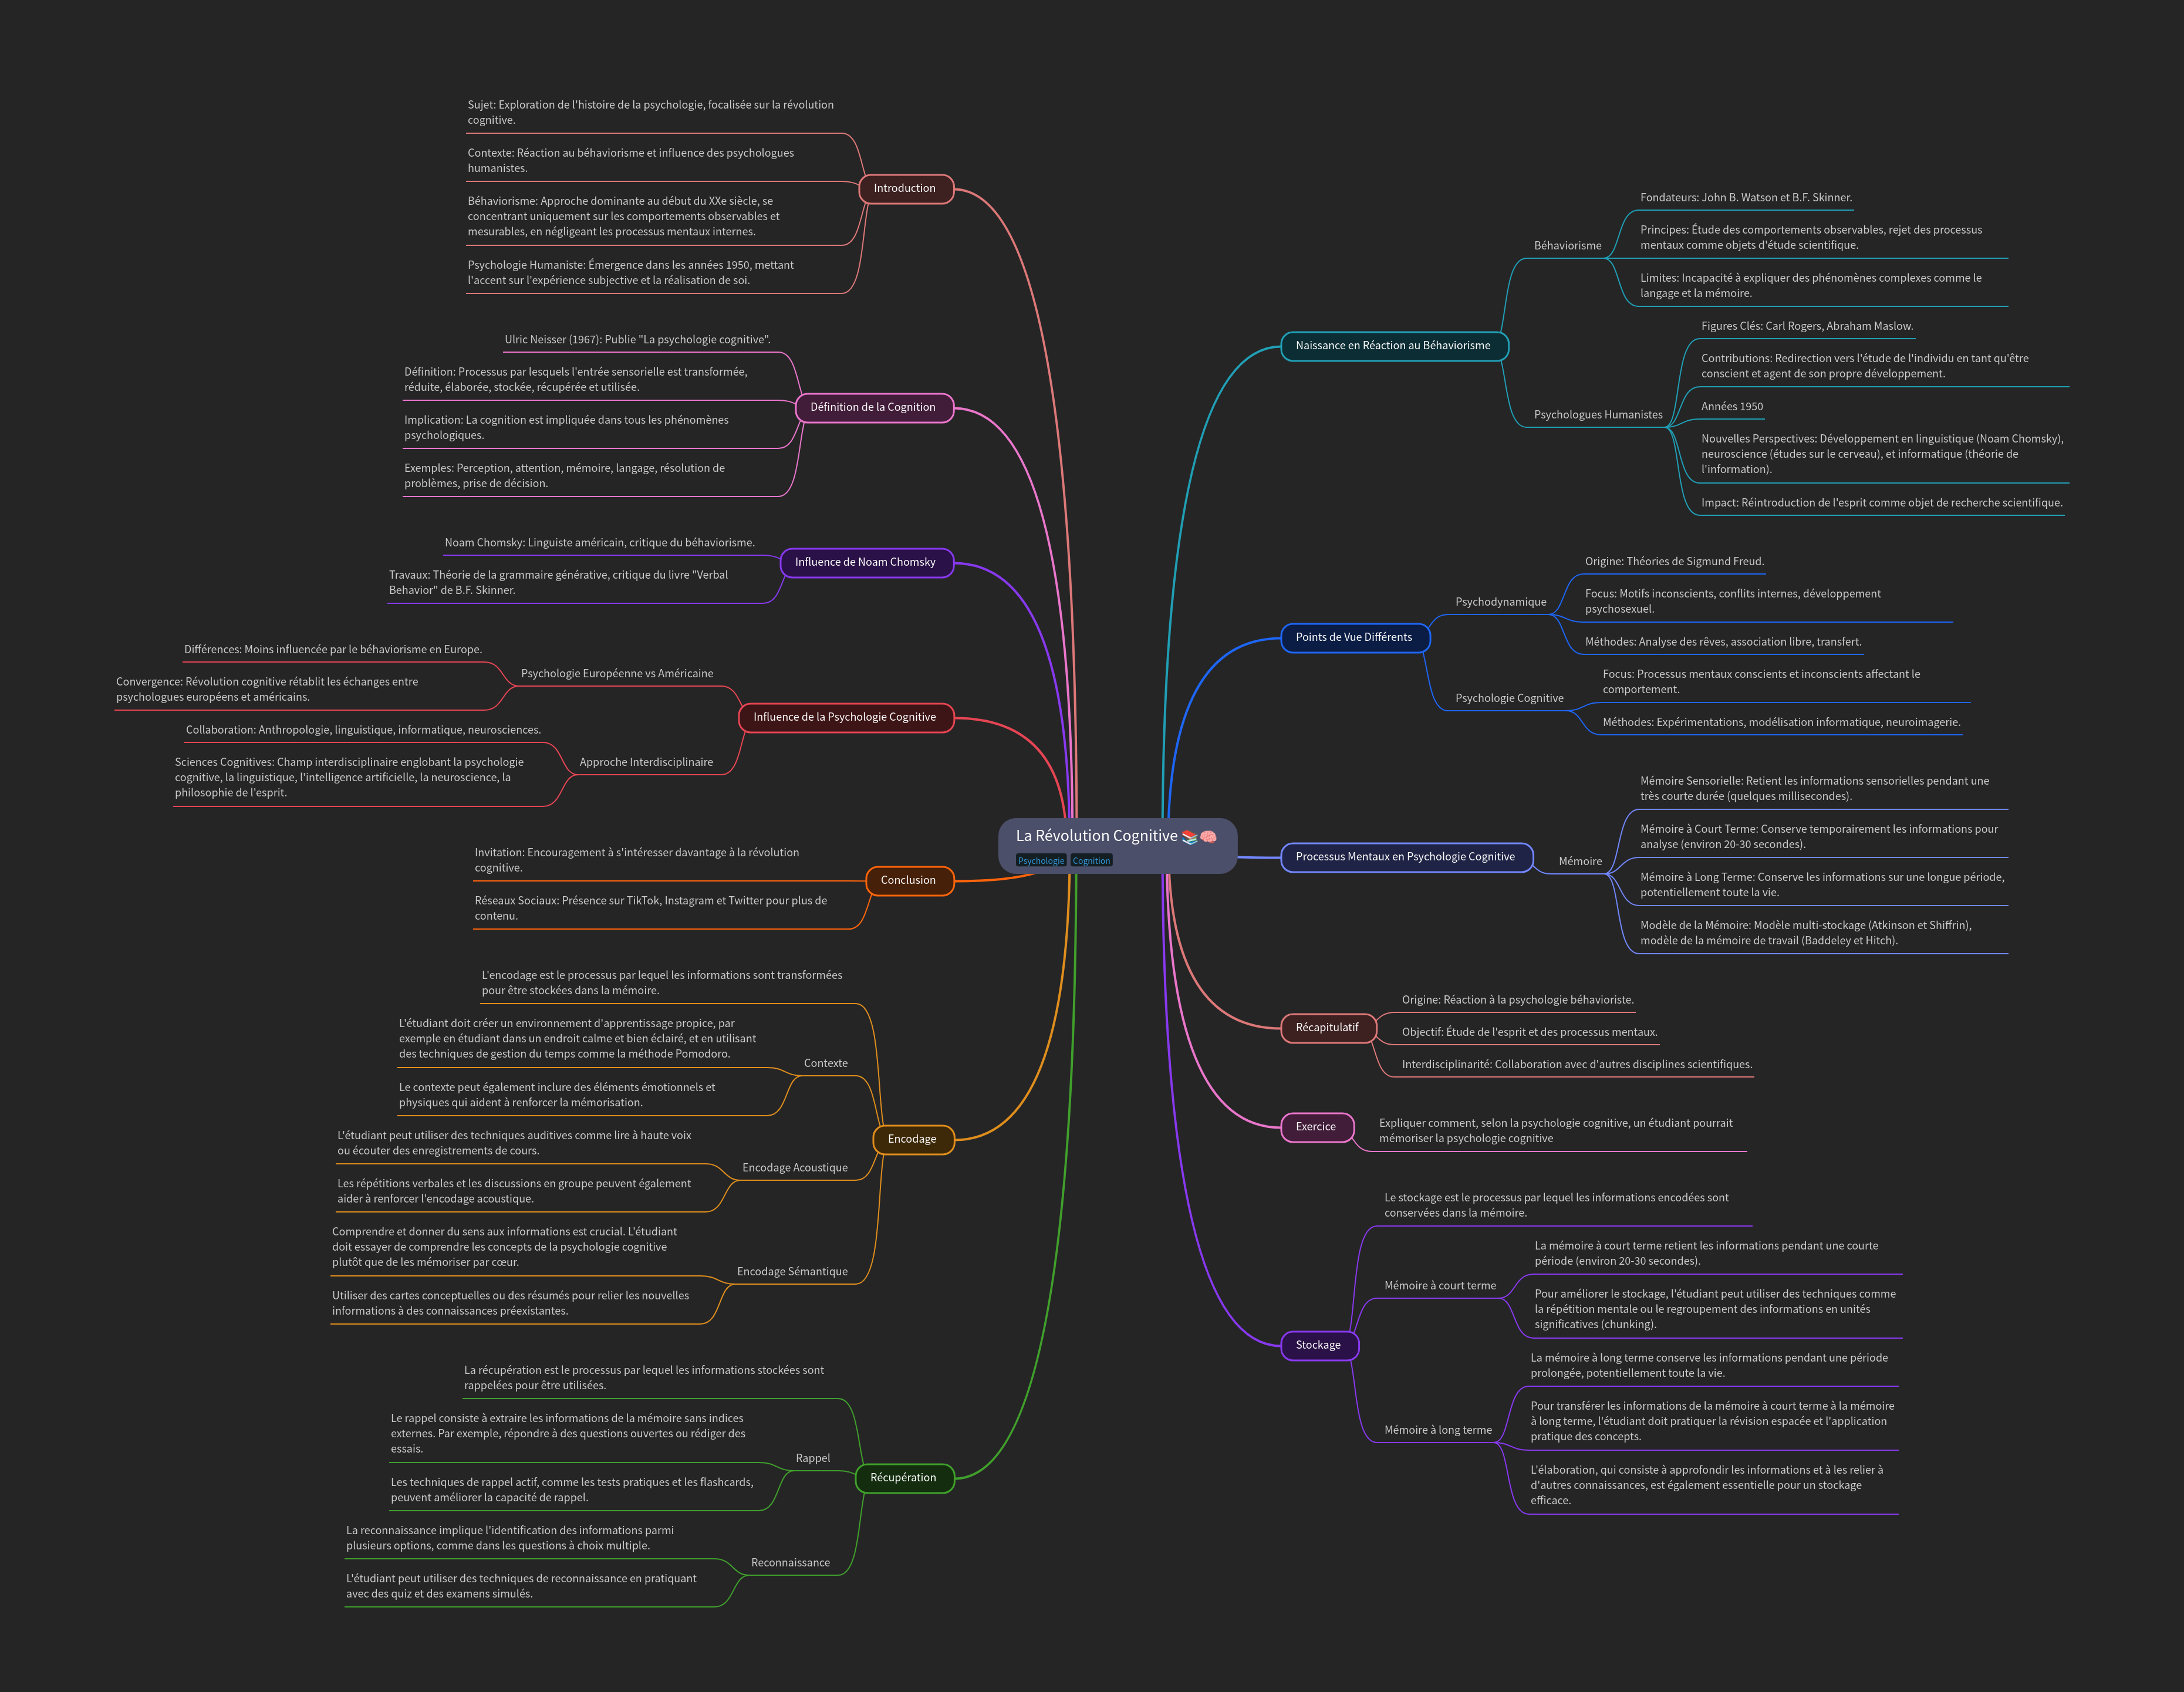 La Révolution Cognitive 📚🧠
Psychologie Cognition
Introduction
Sujet: Exploration de l'histoire de la psychologie, focalisée sur la révolution
cognitive.
Contexte: Réaction au béhaviorisme et influence des psychologues
humanistes.
Béhaviorisme: Approche dominante au début du XXe siècle, se
concentrant uniquement sur les comportements observables et
mesurables, en négligeant les processus mentaux internes.
Psychologie Humaniste: Émergence dans les années 1950, mettant
l'accent sur l'expérience subjective et la réalisation de soi.
Définition de la Cognition
Ulric Neisser (1967): Publie "La psychologie cognitive".
Définition: Processus par lesquels l'entrée sensorielle est transformée,
réduite, élaborée, stockée, récupérée et utilisée.
Implication: La cognition est impliquée dans tous les phénomènes
psychologiques.
Exemples: Perception, attention, mémoire, langage, résolution de
problèmes, prise de décision.
Influence de Noam Chomsky
Noam Chomsky: Linguiste américain, critique du béhaviorisme.
Travaux: Théorie de la grammaire générative, critique du livre "Verbal
Behavior" de B.F. Skinner.
Influence de la Psychologie Cognitive
Psychologie Européenne vs Américaine
Différences: Moins influencée par le béhaviorisme en Europe.
Convergence: Révolution cognitive rétablit les échanges entre
psychologues européens et américains.
Approche Interdisciplinaire
Collaboration: Anthropologie, linguistique, informatique, neurosciences.
Sciences Cognitives: Champ interdisciplinaire englobant la psychologie
cognitive, la linguistique, l'intelligence artificielle, la neuroscience, la
philosophie de l'esprit.
Conclusion
Invitation: Encouragement à s'intéresser davantage à la révolution
cognitive.
Réseaux Sociaux: Présence sur TikTok, Instagram et Twitter pour plus de
contenu.
Encodage
L'encodage est le processus par lequel les informations sont transformées
pour être stockées dans la mémoire.
Contexte
L'étudiant doit créer un environnement d'apprentissage propice, par
exemple en étudiant dans un endroit calme et bien éclairé, et en utilisant
des techniques de gestion du temps comme la méthode Pomodoro.
Le contexte peut également inclure des éléments émotionnels et
physiques qui aident à renforcer la mémorisation.
Encodage Acoustique
L'étudiant peut utiliser des techniques auditives comme lire à haute voix
ou écouter des enregistrements de cours.
Les répétitions verbales et les discussions en groupe peuvent également
aider à renforcer l'encodage acoustique.
Encodage Sémantique
Comprendre et donner du sens aux informations est crucial. L'étudiant
doit essayer de comprendre les concepts de la psychologie cognitive
plutôt que de les mémoriser par cœur.
Utiliser des cartes conceptuelles ou des résumés pour relier les nouvelles
informations à des connaissances préexistantes.
Récupération
La récupération est le processus par lequel les informations stockées sont
rappelées pour être utilisées.
Rappel
Le rappel consiste à extraire les informations de la mémoire sans indices
externes. Par exemple, répondre à des questions ouvertes ou rédiger des
essais.
Les techniques de rappel actif, comme les tests pratiques et les flashcards,
peuvent améliorer la capacité de rappel.
Reconnaissance
La reconnaissance implique l'identification des informations parmi
plusieurs options, comme dans les questions à choix multiple.
L'étudiant peut utiliser des techniques de reconnaissance en pratiquant
avec des quiz et des examens simulés.
Naissance en Réaction au Béhaviorisme
Béhaviorisme
Fondateurs: John B. Watson et B.F. Skinner.
Principes: Étude des comportements observables, rejet des processus
mentaux comme objets d'étude scientifique.
Limites: Incapacité à expliquer des phénomènes complexes comme le
langage et la mémoire.
Psychologues Humanistes
Figures Clés: Carl Rogers, Abraham Maslow.
Contributions: Redirection vers l'étude de l'individu en tant qu'être
conscient et agent de son propre développement.
Années 1950
Nouvelles Perspectives: Développement en linguistique (Noam Chomsky),
neuroscience (études sur le cerveau), et informatique (théorie de
l'information).
Impact: Réintroduction de l'esprit comme objet de recherche scientifique.
Points de Vue Différents
Psychodynamique
Origine: Théories de Sigmund Freud.
Focus: Motifs inconscients, conflits internes, développement
psychosexuel.
Méthodes: Analyse des rêves, association libre, transfert.
Psychologie Cognitive
Focus: Processus mentaux conscients et inconscients affectant le
comportement.
Méthodes: Expérimentations, modélisation informatique, neuroimagerie.
Processus Mentaux en Psychologie Cognitive
Mémoire
Mémoire Sensorielle: Retient les informations sensorielles pendant une
très courte durée (quelques millisecondes).
Mémoire à Court Terme: Conserve temporairement les informations pour
analyse (environ 20-30 secondes).
Mémoire à Long Terme: Conserve les informations sur une longue période,
potentiellement toute la vie.
Modèle de la Mémoire: Modèle multi-stockage (Atkinson et Shiffrin),
modèle de la mémoire de travail (Baddeley et Hitch).
Récapitulatif
Origine: Réaction à la psychologie béhavioriste.
Objectif: Étude de l'esprit et des processus mentaux.
Interdisciplinarité: Collaboration avec d'autres disciplines scientifiques.
Exercice
Expliquer comment, selon la psychologie cognitive, un étudiant pourrait
mémoriser la psychologie cognitive
Stockage
Le stockage est le processus par lequel les informations encodées sont
conservées dans la mémoire.
Mémoire à court terme
La mémoire à court terme retient les informations pendant une courte
période (environ 20-30 secondes).
Pour améliorer le stockage, l'étudiant peut utiliser des techniques comme
la répétition mentale ou le regroupement des informations en unités
significatives (chunking).
Mémoire à long terme
La mémoire à long terme conserve les informations pendant une période
prolongée, potentiellement toute la vie.
Pour transférer les informations de la mémoire à court terme à la mémoire
à long terme, l'étudiant doit pratiquer la révision espacée et l'application
pratique des concepts.
L'élaboration, qui consiste à approfondir les informations et à les relier à
d'autres connaissances, est également essentielle pour un stockage
efficace.